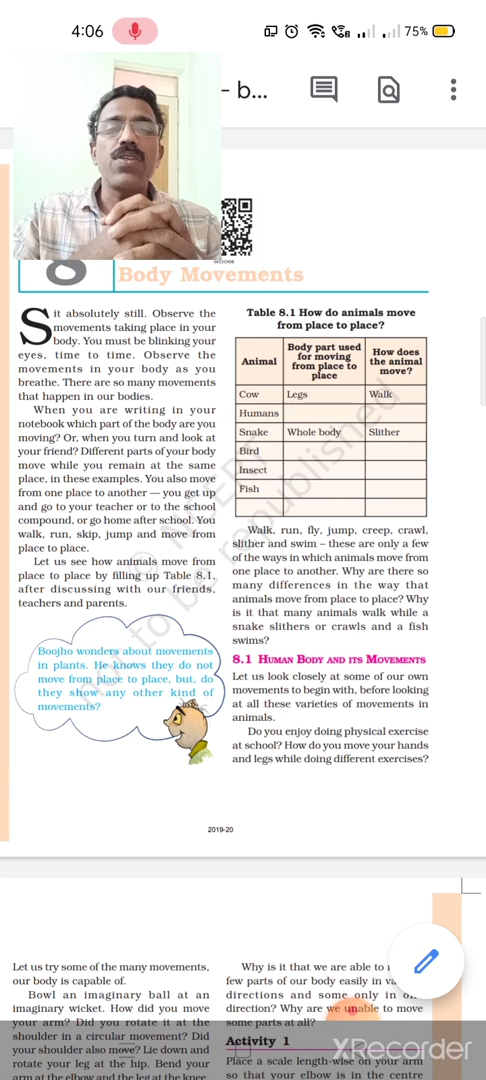 4:06
75%
- b...
0612CH08
8
Body Movements
Sit absolutely still. Observe the
movements taking place in your
body. You must be blinking your
eyes, time to time. Observe the
movements in your body as you
breathe. There are so many movements
that happen in our bodies.
When you are writing in your
notebook which part of the body are you
moving? Or, when you turn and look at
your friend? Different parts of your body
move while you remain at the same
place, in these examples. You also move
from one place to another — you get up
and go to your teacher or to the school
compound, or go home after school. You
walk, run, skip, jump and move from
place to place.
Let us see how animals move from
place to place by filling up Table 8.1,
after discussing with our friends,
teachers and parents.
Boojho wonders about movements
in plants. He knows they do not
move from place to place, but, do
they show any other kind of
movements?
Table 8.1 How do animals move
from place to place?
Animal Body part used for moving from place to place How does the animal move?
Cow Legs Walk
Humans
Snake Whole body Slither
Bird
Insect
Fish
Walk, run, fly, jump, creep, crawl,
slither and swim – these are only a few
of the ways in which animals move from
one place to another. Why are there so
many differences in the way that
animals move from place to place? Why
is it that many animals walk while a
snake slithers or crawls and a fish
swims?
8.1 HUMAN BODY AND ITS MOVEMENTS
Let us look closely at some of our own
movements to begin with, before looking
at all these varieties of movements in
animals.
Do you enjoy doing physical exercise
at school? How do you move your hands
and legs while doing different exercises?
© NCERT
not to be republished
2019-20
Let us try some of the many movements,
our body is capable of.
Bowl an imaginary ball at an
imaginary wicket. How did you move
your arm? Did you rotate it at the
shoulder in a circular movement? Did
your shoulder also move? Lie down and
rotate your leg at the hip. Bend your
arm at the elbow and the leg at the knee.
Why is it that we are able to
few parts of our body easily in
directions and some only in
direction? Why are we unable to move
some parts at all?
Activity 1
Place a scale length-wise on your arm
so that your elbow is in the centre
XRecorder